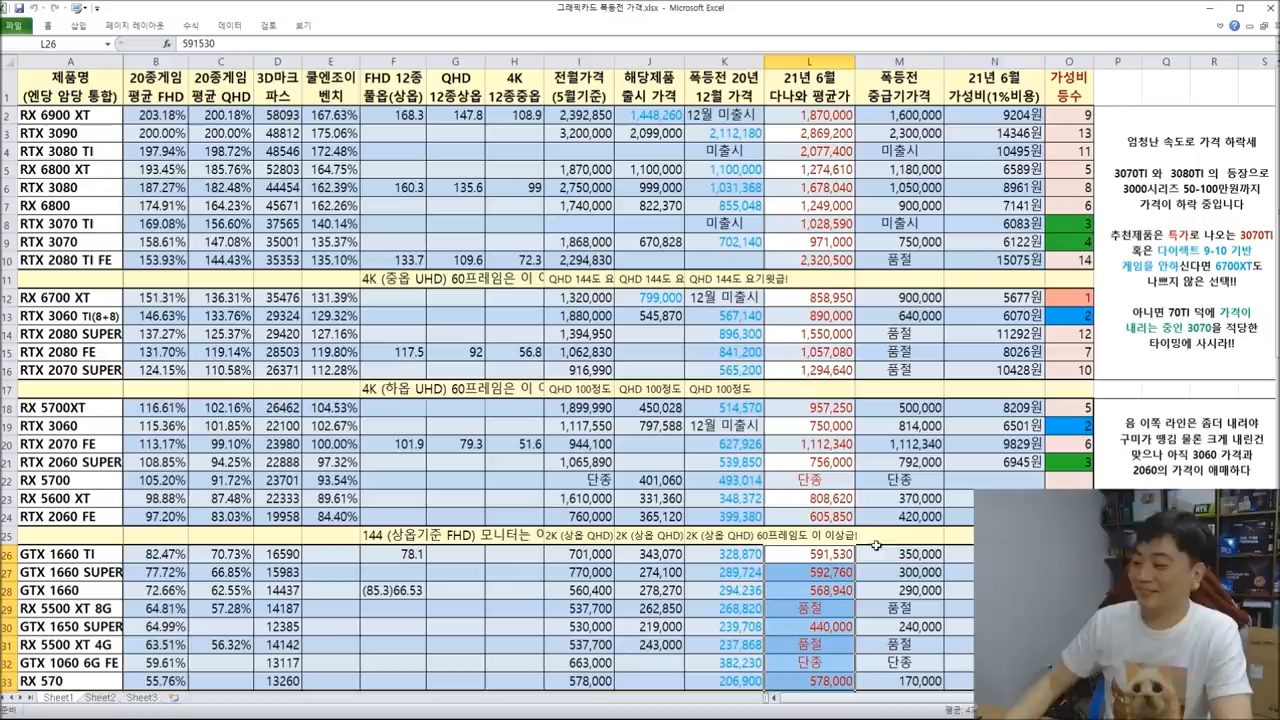 그래픽카드 폭등전 가격.xlsx - Microsoft Excel
파일 홈 삽입 페이지 레이아웃 수식 데이터 검토 보기
L26 fx 591530
A B C D E F G H I J K L M N O P Q R S
1 제품명 (엔당 암당 통합) 20종게임 평균 FHD 20종게임 평균 QHD 3D마크 파스 쿨엔조이 벤치 FHD 12종 풀옵(상옵) QHD 12종상옵 4K 12종중옵 전월가격 (5월기준) 해당제품 출시 가격 폭등전 20년 12월 가격 21년 6월 다나와 평균가 폭등전 중급기가격 21년 6월 가성비(1%비용) 가성비 등수
2 RX 6900 XT 203.18% 200.18% 58093 167.63% 168.3 147.8 108.9 2,392,850 1,448,260 12월 미출시 1,870,000 1,600,000 9204원 9
3 RTX 3090 200.00% 200.00% 48812 175.06% 3,200,000 2,099,000 2,112,180 2,869,200 2,300,000 14346원 13
4 RTX 3080 TI 197.94% 198.72% 48546 172.48% 미출시 2,077,400 미출시 10495원 11
5 RX 6800 XT 193.45% 185.76% 52803 164.75% 1,870,000 1,100,000 1,100,000 1,274,610 1,180,000 6589원 5
6 RTX 3080 187.27% 182.48% 44454 162.39% 160.3 135.6 99 2,750,000 999,000 1,031,368 1,678,040 1,050,000 8961원 8
7 RX 6800 174.91% 164.23% 45671 162.26% 1,740,000 822,370 855,048 1,249,000 900,000 7141원 6
8 RTX 3070 TI 169.08% 156.60% 37565 140.14% 미출시 1,028,590 미출시 6083원 3
9 RTX 3070 158.61% 147.08% 35001 135.37% 1,868,000 670,828 702,140 971,000 750,000 6122원 4
10 RTX 2080 TI FE 153.93% 144.43% 35353 135.10% 133.7 109.6 72.3 2,294,830 2,320,500 품절 15075원 14
11 4K (중옵 UHD) 60프레임은 이 QHD 144도 요 QHD 144도 요 QHD 144도 요기윗급!
12 RX 6700 XT 151.31% 136.31% 35476 131.39% 1,320,000 799,000 12월 미출시 858,950 900,000 5677원 1
13 RTX 3060 TI(8+8) 146.63% 133.76% 29324 129.32% 1,880,000 545,870 567,140 890,000 640,000 6070원 2
14 RTX 2080 SUPER 137.27% 125.37% 29420 127.16% 1,394,950 896,300 1,550,000 품절 11292원 12
15 RTX 2080 FE 131.70% 119.14% 28503 119.80% 117.5 92 56.8 1,062,830 841,200 1,057,080 품절 8026원 7
16 RTX 2070 SUPER 124.15% 110.58% 26371 112.28% 916,990 565,200 1,294,640 품절 10428원 10
17 4K (하옵 UHD) 60프레임은 이 QHD 100정도 QHD 100정도 QHD 100정도
18 RX 5700XT 116.61% 102.16% 26462 104.53% 1,899,990 450,028 514,570 957,250 500,000 8209원 5
19 RTX 3060 115.36% 101.85% 22100 102.67% 1,117,550 797,588 12월 미출시 750,000 814,000 6501원 2
20 RTX 2070 FE 113.17% 99.10% 23980 100.00% 101.9 79.3 51.6 944,100 627,926 1,112,340 1,112,340 9829원 6
21 RTX 2060 SUPER 108.85% 94.25% 22888 97.32% 1,065,890 539,850 756,000 792,000 6945원 3
22 RX 5700 105.20% 91.72% 23701 93.54% 단종 401,060 493,014 단종 단종
23 RX 5600 XT 98.88% 87.48% 22333 89.61% 1,610,000 331,360 348,372 808,620 370,000
24 RTX 2060 FE 97.20% 83.03% 19958 84.40% 760,000 365,120 399,380 605,850 420,000
25 144 (상옵기준 FHD) 모니터는 이 2K (상옵 QHD) 2K (상옵 QHD) 2K (상옵 QHD) 60프레임도 이 이상급!
26 GTX 1660 TI 82.47% 70.73% 16590 78.1 701,000 343,070 328,870 591,530 350,000
27 GTX 1660 SUPER 77.72% 66.85% 15983 770,000 274,100 289,724 592,760 300,000
28 GTX 1660 72.66% 62.55% 14437 (85.3)66.53 560,400 278,270 294,236 568,940 290,000
29 RX 5500 XT 8G 64.81% 57.28% 14187 537,700 262,850 268,820 품절 품절
30 GTX 1650 SUPER 64.99% 12385 530,000 219,000 239,708 440,000 240,000
31 RX 5500 XT 4G 63.51% 56.32% 14142 537,700 243,000 237,868 품절 품절
32 GTX 1060 6G FE 59.61% 13117 663,000 382,230 단종 단종
33 RX 570 55.76% 13260 578,000 206,900 578,000 170,000
엄청난 속도로 가격 하락세
3070TI 와 3080TI 의 등장으로
3000시리즈 50-100만원까지
가격이 하락 중입니다
추천제품은 특가로 나오는 3070TI
혹은 다이렉트 9-10 기반
게임을 안하신다면 6700XT도
나쁘지 않은 선택!!
아니면 70TI 덕에 가격이
내리는 중인 3070을 적당한
타이밍에 사시라!!
음 이쪽 라인은 좀더 내려야
구미가 땡김 물론 크게 내린건
맞으나 아직 3060 가격과
2060의 가격이 애매하다
Sheet1 Sheet2 Sheet3
준비